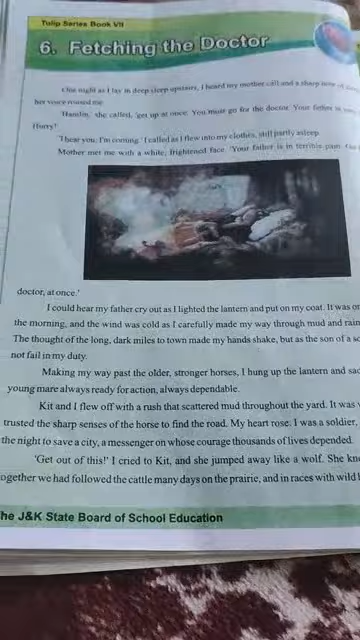 Tulip Series Book VII
6. Fetching the Doctor
One night as I lay in deep sleep upstairs, I heard my mother call and a sharp
her voice roused me.
'Hamlin,' she called, 'get up at once. You must go for the doctor. Your father is
Hurry!'
'I hear you. I'm coming.' I called as I flew into my clothes, still partly asleep.
Mother met me with a white, frightened face. 'Your father is in terrible pain.
doctor, at once.'
I could hear my father cry out as I lighted the lantern and put on my coat. It was
the morning, and the wind was cold as I carefully made my way through mud and rain
The thought of the long, dark miles to town made my hands shake, but as the son of a
not fail in my duty.
Making my way past the older, stronger horses, I hung up the lantern and
young mare always ready for action, always dependable.
Kit and I flew off with a rush that scattered mud throughout the yard. It was
trusted the sharp senses of the horse to find the road. My heart rose. I was a soldier,
the night to save a city, a messenger on whose courage thousands of lives depended.
'Get out of this!' I cried to Kit, and she jumped away like a wolf. She
together we had followed the cattle many days on the prairie, and in races with wild
The J&K State Board of School Education